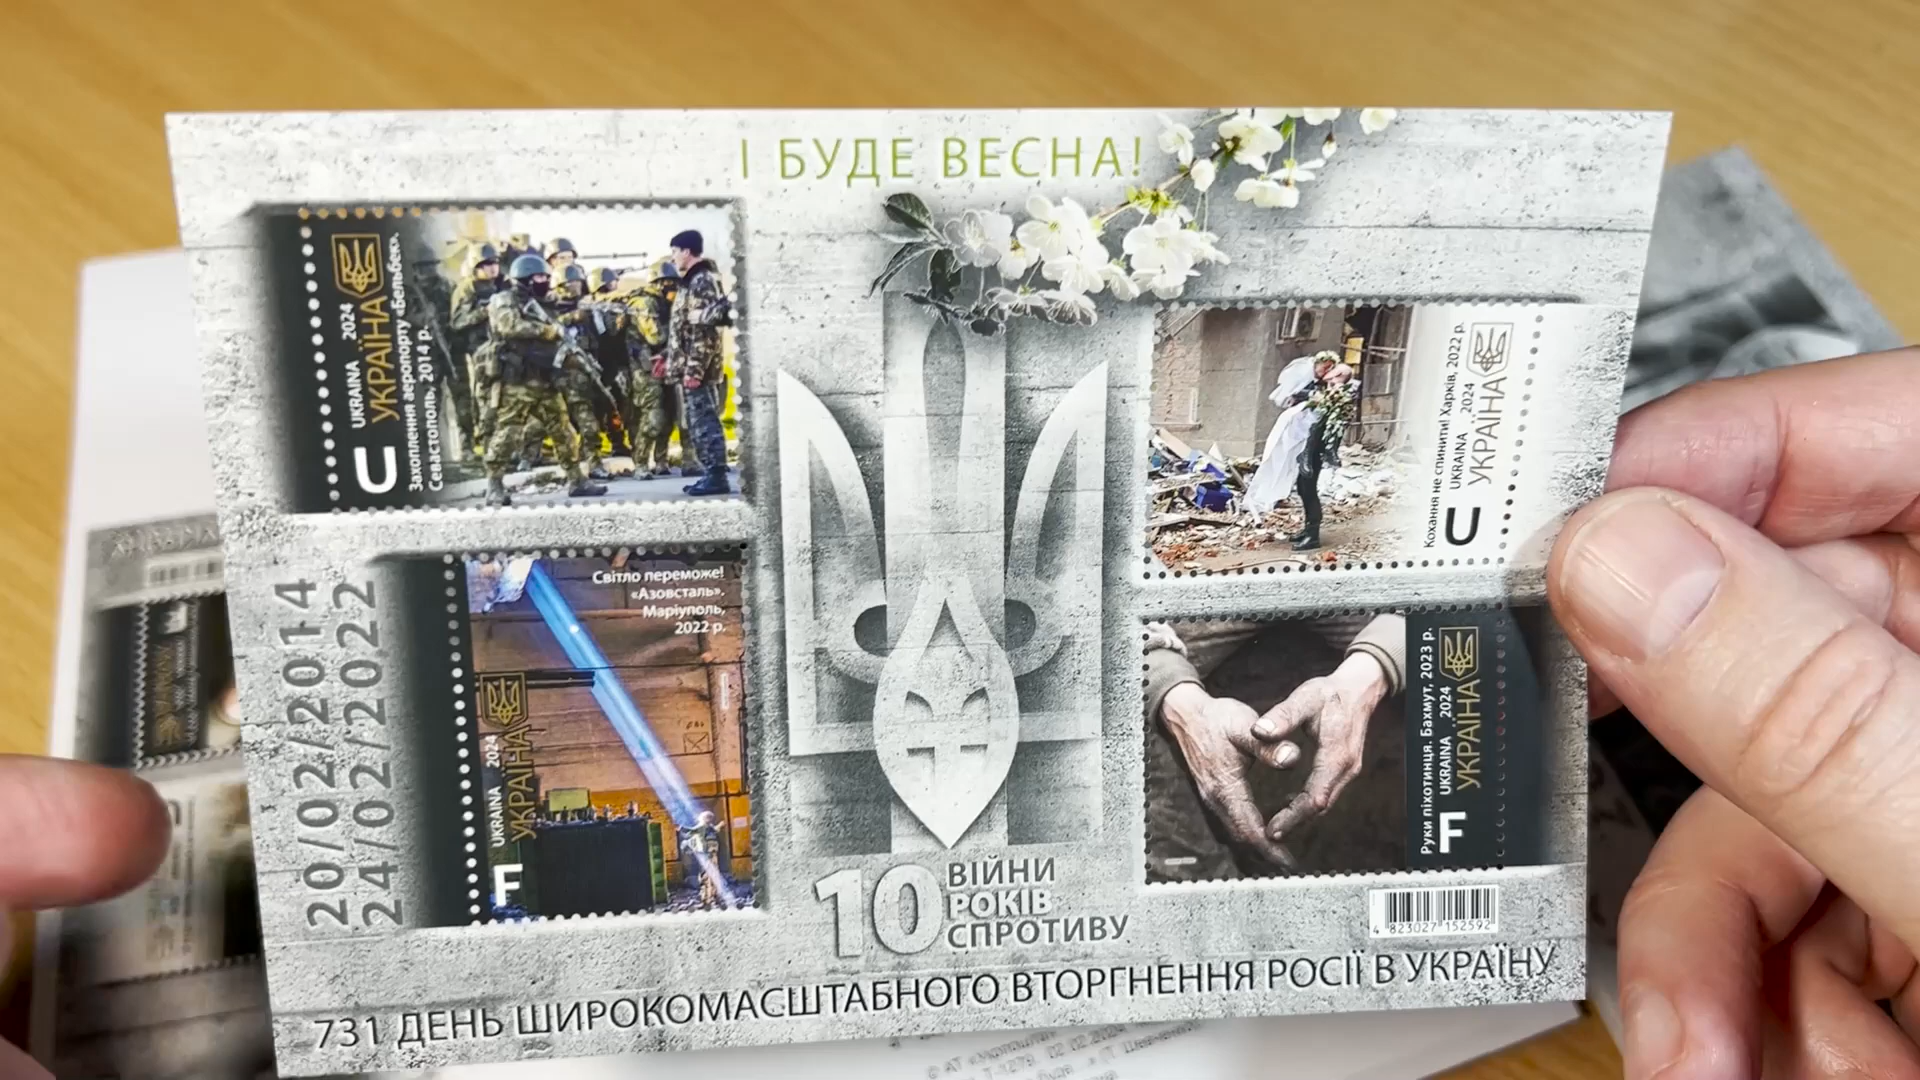 І БУДЕ ВЕСНА!
UKRAINA 2024
УКРАЇНА
U
Захоплення аеропорту «Бельбек».
Севастополь, 2014 р.
Кохання не спинити! Харків, 2022 р.
UKRAINA 2024
УКРАЇНА
U
20/02/2014
24/02/2022
Світло переможе!
«Азовсталь».
Маріуполь,
2022 р.
UKRAINA 2024
УКРАЇНА
F
Руки піхотинця. Бахмут, 2023 р.
UKRAINA 2024
УКРАЇНА
F
10
ВІЙНИ
РОКІВ
СПРОТИВУ
4 823027 152592
731 ДЕНЬ ШИРОКОМАСШТАБНОГО ВТОРГНЕННЯ РОСІЇ В УКРАЇНУ